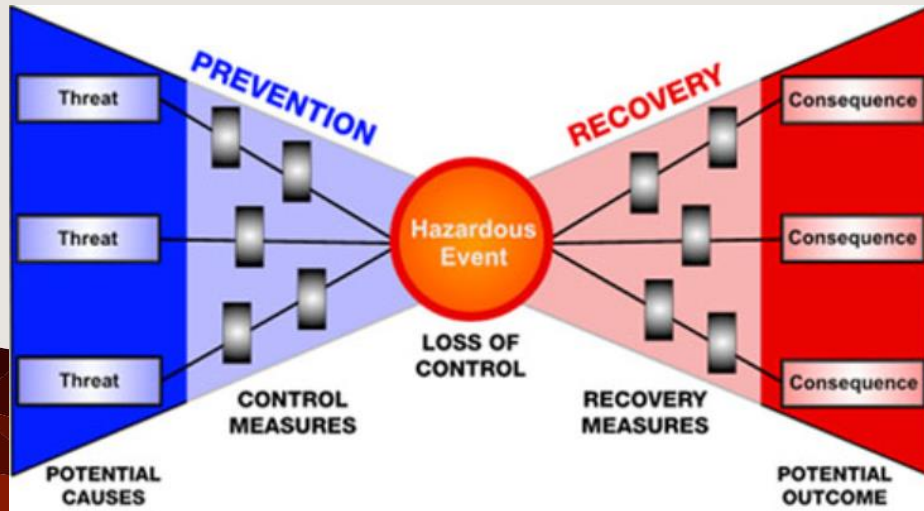 PREVENTION
RECOVERY
Threat
Threat
Threat
Hazardous
Event
Consequence
Consequence
Consequence
LOSS OF
CONTROL
CONTROL
MEASURES
RECOVERY
MEASURES
POTENTIAL
CAUSES
POTENTIAL
OUTCOME